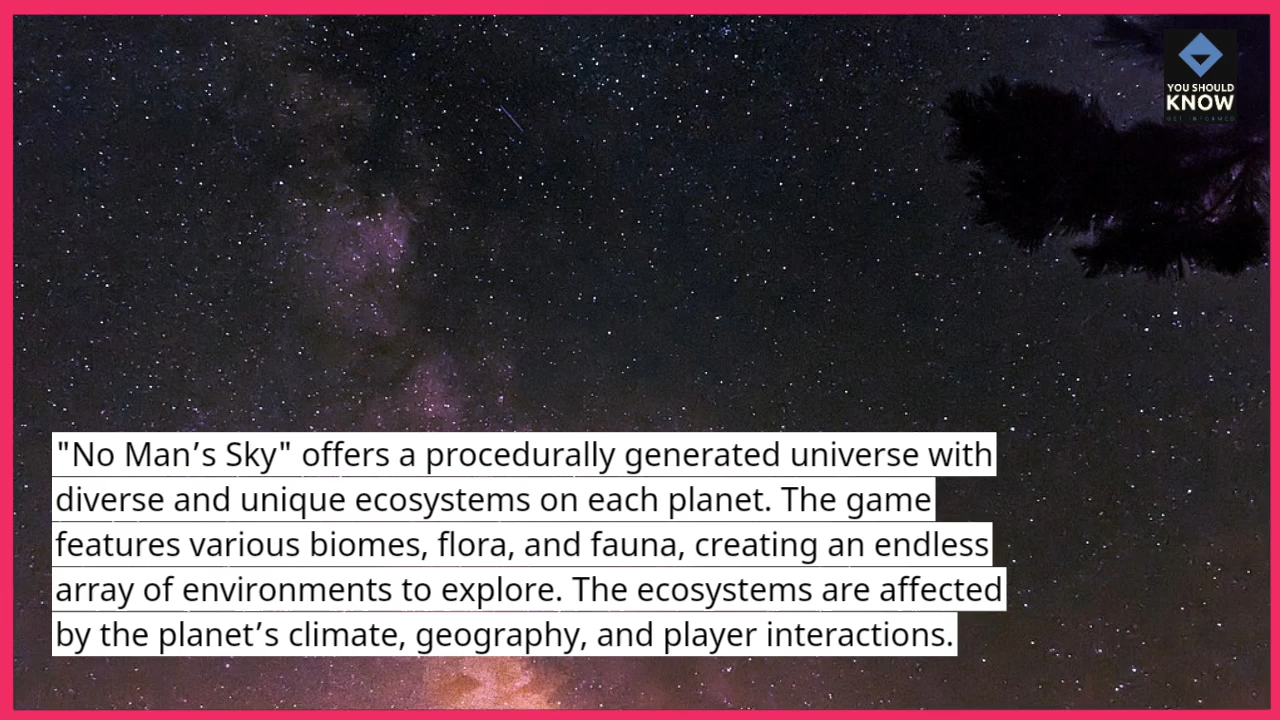 YOU SHOULD
KNOW
GET INFORMED
"No Man’s Sky" offers a procedurally generated universe with
diverse and unique ecosystems on each planet. The game
features various biomes, flora, and fauna, creating an endless
array of environments to explore. The ecosystems are affected
by the planet’s climate, geography, and player interactions.